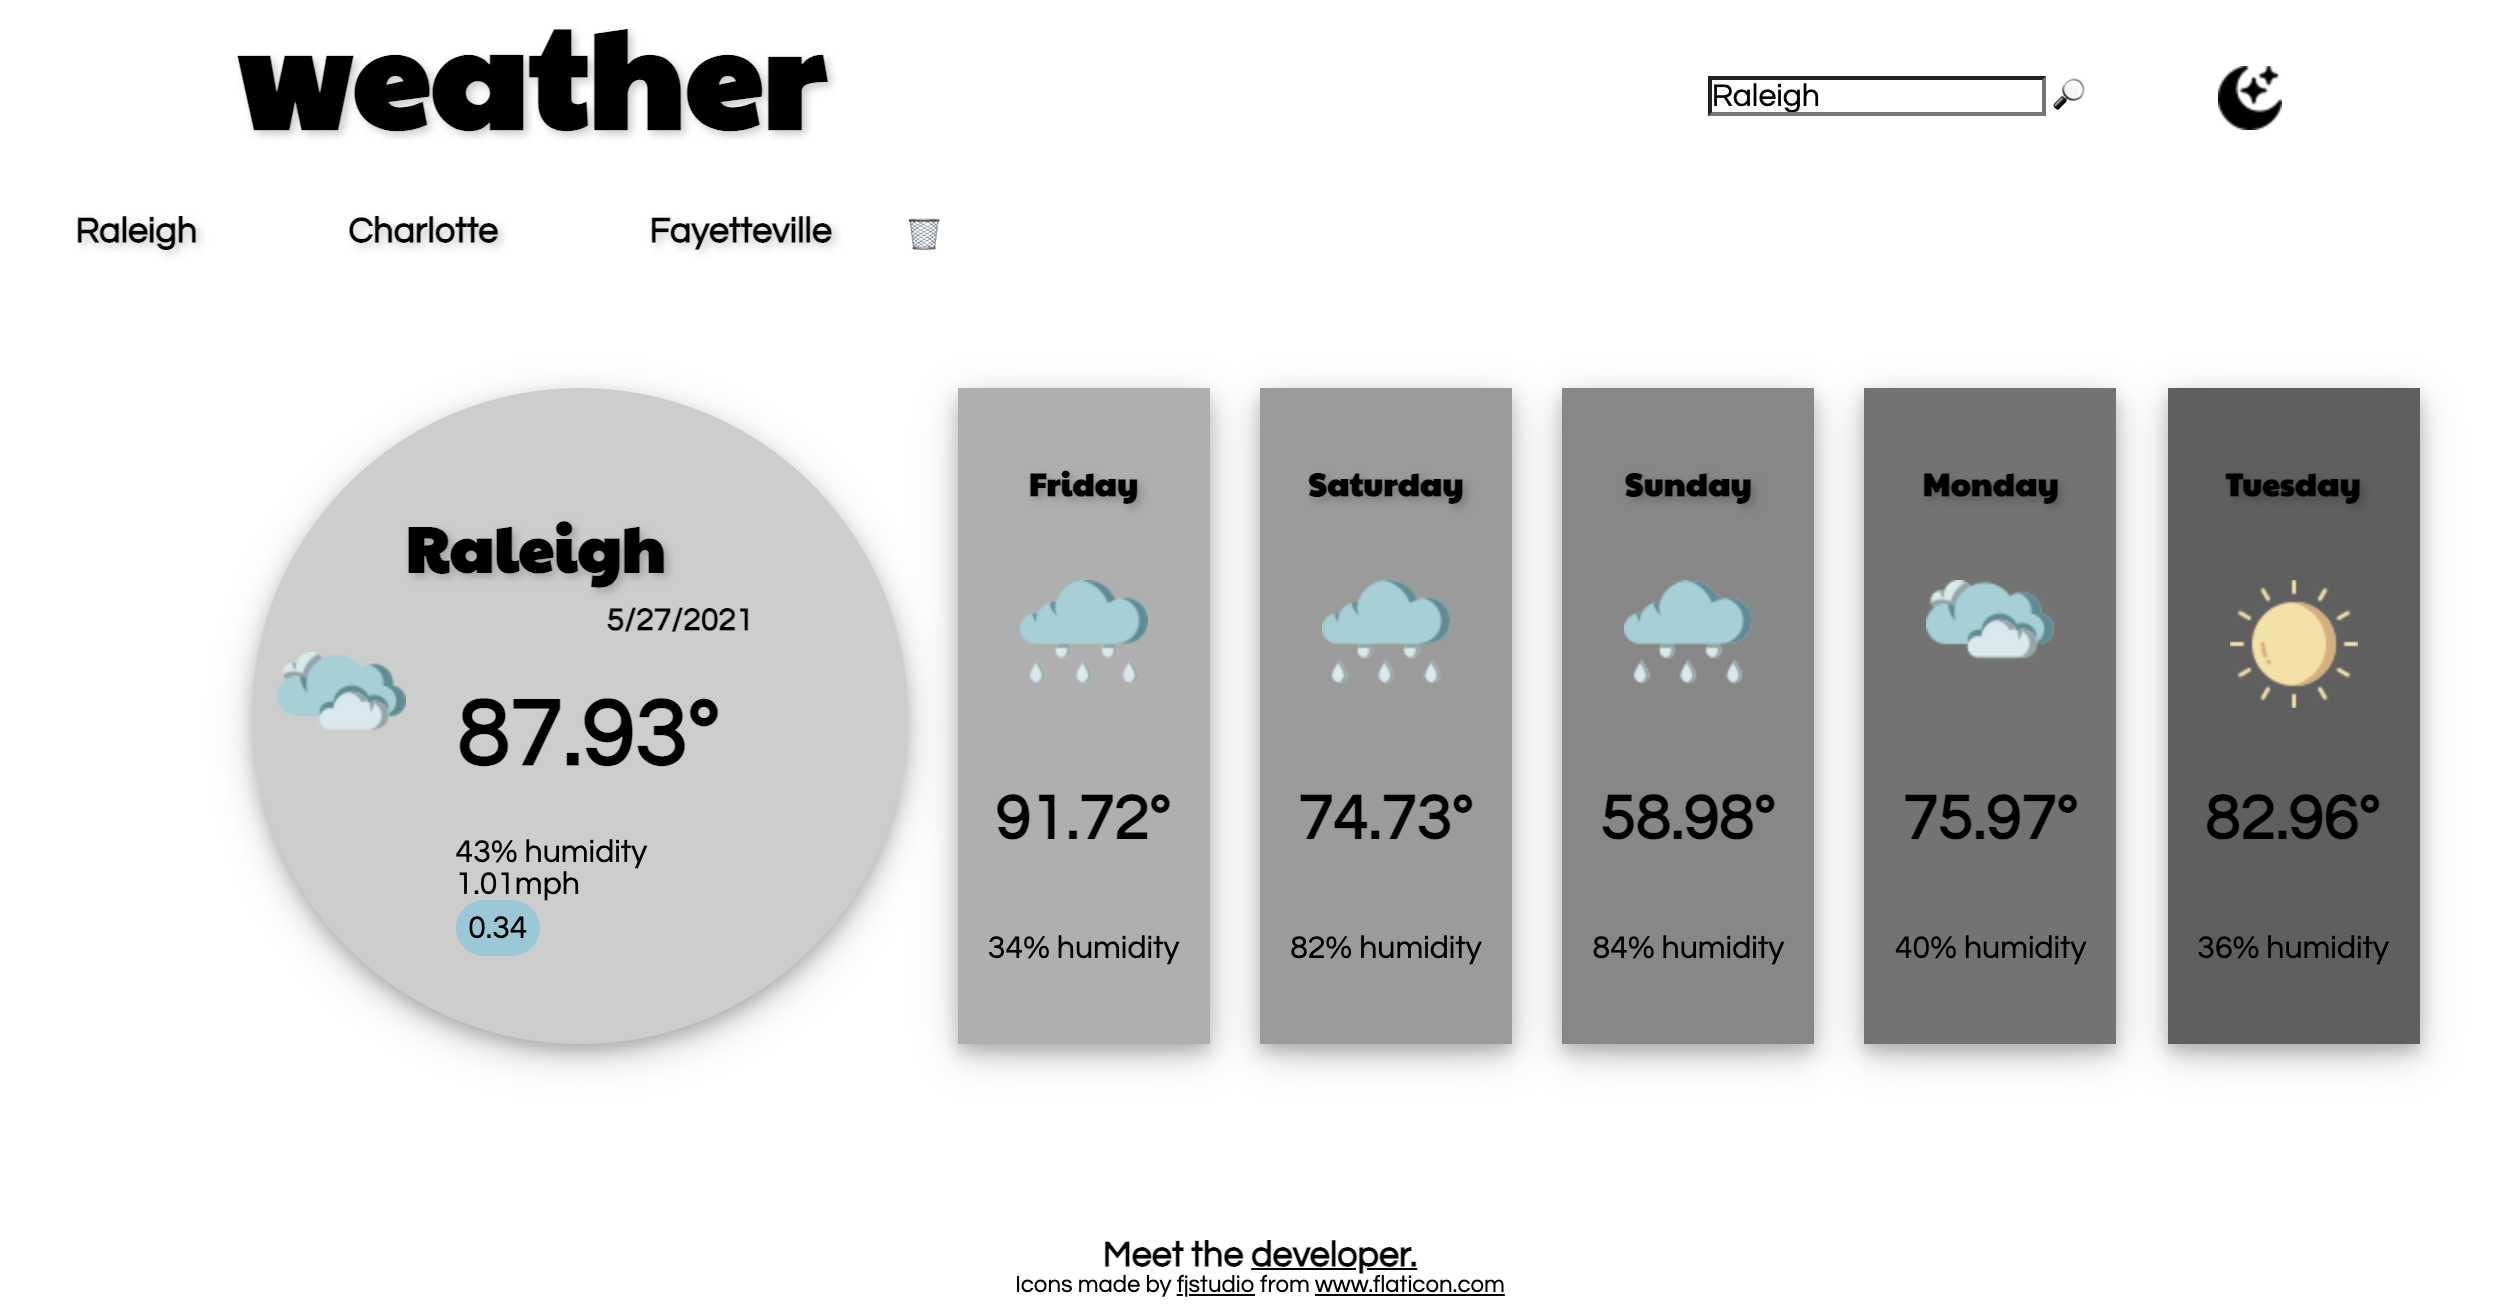 weather
Raleigh
Raleigh Charlotte Fayetteville
Raleigh
5/27/2021
87.93°
43% humidity
1.01mph
0.34
Friday
91.72°
34% humidity
Saturday
74.73°
82% humidity
Sunday
58.98°
84% humidity
Monday
75.97°
40% humidity
Tuesday
82.96°
36% humidity
Meet the developer.
Icons made by fjstudio from www.flaticon.com